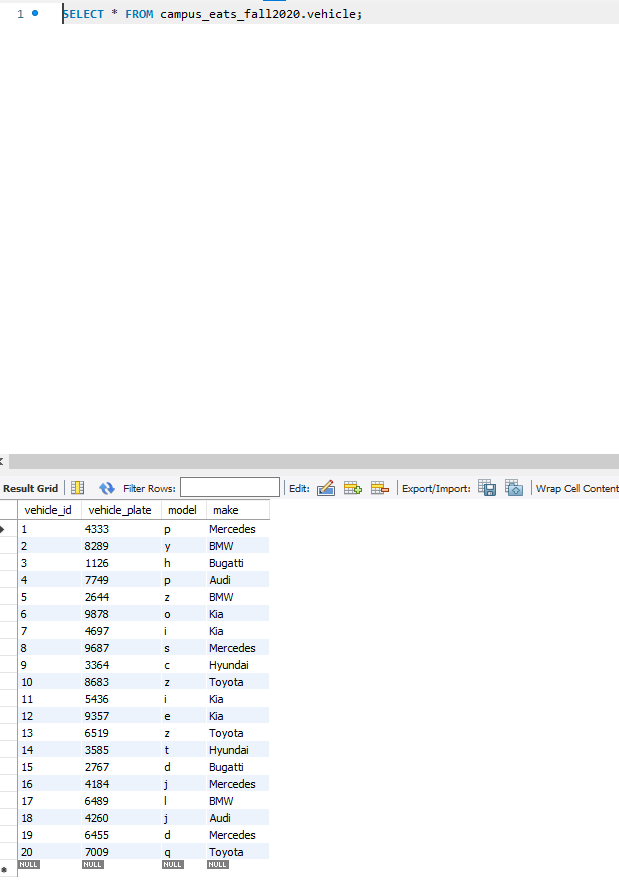 1 SELECT * FROM campus_eats_fall2020.vehicle;
Result Grid Filter Rows: Edit: Export/Import: Wrap Cell Content
vehicle_id vehicle_plate model make
1 4333 p Mercedes
2 8289 y BMW
3 1126 h Bugatti
4 7749 p Audi
5 2644 z BMW
6 9878 o Kia
7 4697 i Kia
8 9687 s Mercedes
9 3364 c Hyundai
10 8683 z Toyota
11 5436 i Kia
12 9357 e Kia
13 6519 z Toyota
14 3585 t Hyundai
15 2767 d Bugatti
16 4184 j Mercedes
17 6489 l BMW
18 4260 j Audi
19 6455 d Mercedes
20 7009 q Toyota
NULL NULL NULL NULL